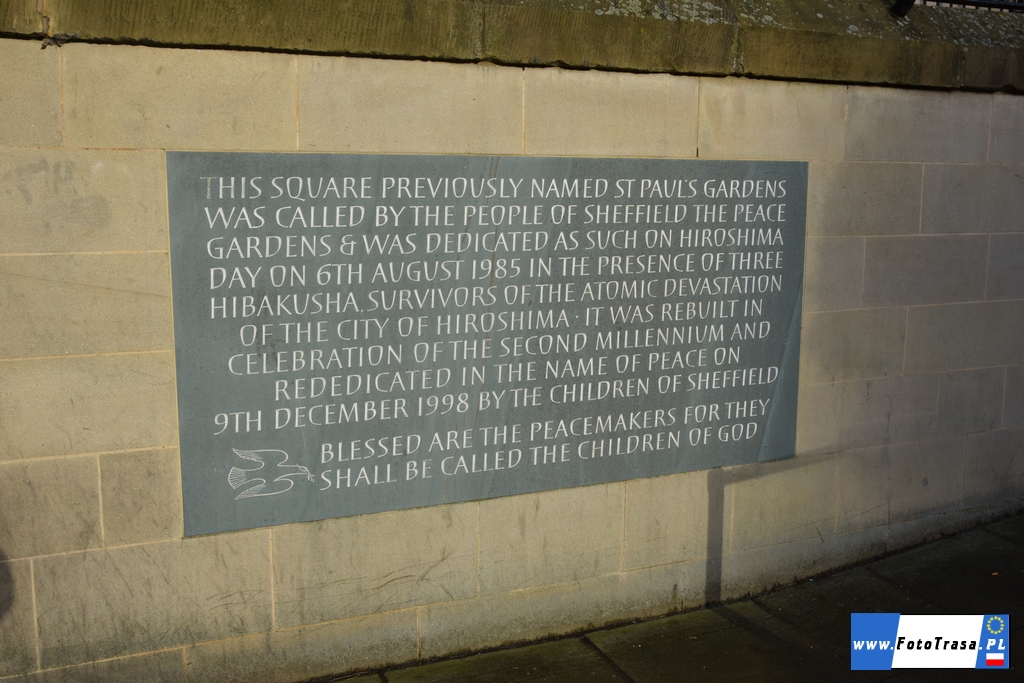 THIS SQUARE PREVIOUSLY NAMED ST PAUL'S GARDENS
WAS CALLED BY THE PEOPLE OF SHEFFIELD THE PEACE
GARDENS & WAS DEDICATED AS SUCH ON HIROSHIMA
DAY ON 6TH AUGUST 1985 IN THE PRESENCE OF THREE
HIBAKUSHA, SURVIVORS OF THE ATOMIC DEVASTATION
OF THE CITY OF HIROSHIMA · IT WAS REBUILT IN
CELEBRATION OF THE SECOND MILLENNIUM AND
REDEDICATED IN THE NAME OF PEACE ON
9TH DECEMBER 1998 BY THE CHILDREN OF SHEFFIELD
BLESSED ARE THE PEACEMAKERS FOR THEY
SHALL BE CALLED THE CHILDREN OF GOD
www.FotoTrasa.PL